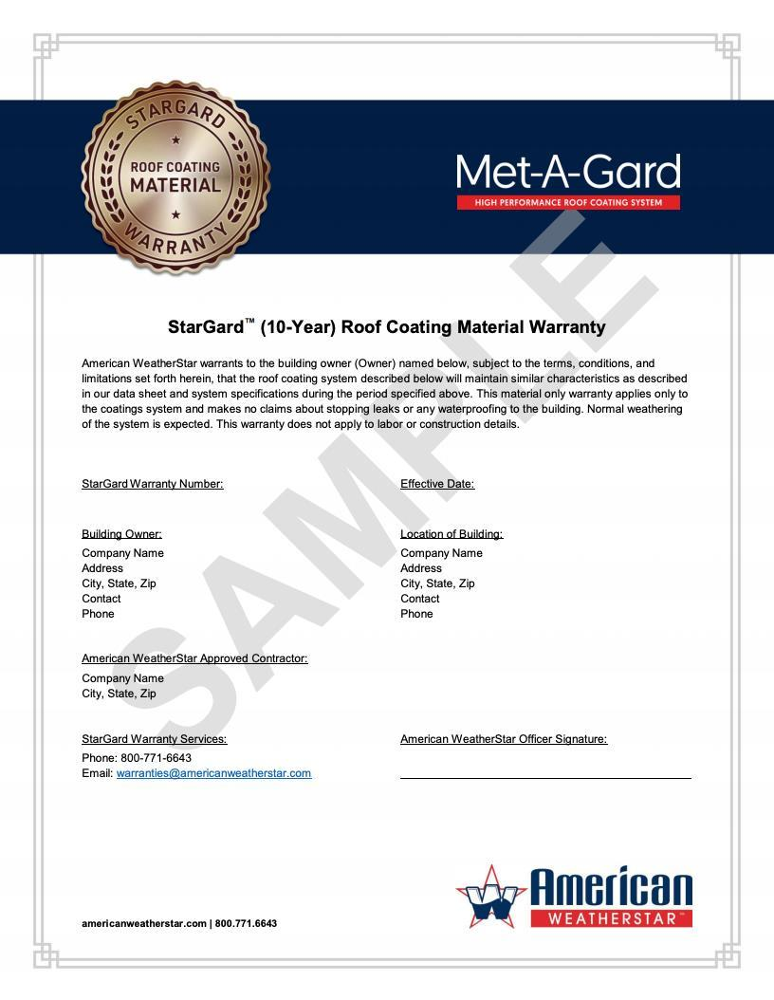 STARGARD
ROOF COATING
MATERIAL
WARRANTY
Met-A-Gard
HIGH PERFORMANCE ROOF COATING SYSTEM
SAMPLE
StarGard™ (10-Year) Roof Coating Material Warranty
American WeatherStar warrants to the building owner (Owner) named below, subject to the terms, conditions, and
limitations set forth herein, that the roof coating system described below will maintain similar characteristics as described
in our data sheet and system specifications during the period specified above. This material only warranty applies only to
the coatings system and makes no claims about stopping leaks or any waterproofing to the building. Normal weathering
of the system is expected. This warranty does not apply to labor or construction details.
StarGard Warranty Number:
Effective Date:
Building Owner:
Company Name
Address
City, State, Zip
Contact
Phone
Location of Building:
Company Name
Address
City, State, Zip
Contact
Phone
American WeatherStar Approved Contractor:
Company Name
City, State, Zip
StarGard Warranty Services:
Phone: 800-771-6643
Email: warranties@americanweatherstar.com
American WeatherStar Officer Signature:
americanweatherstar.com | 800.771.6643
W
American
WEATHERSTAR™